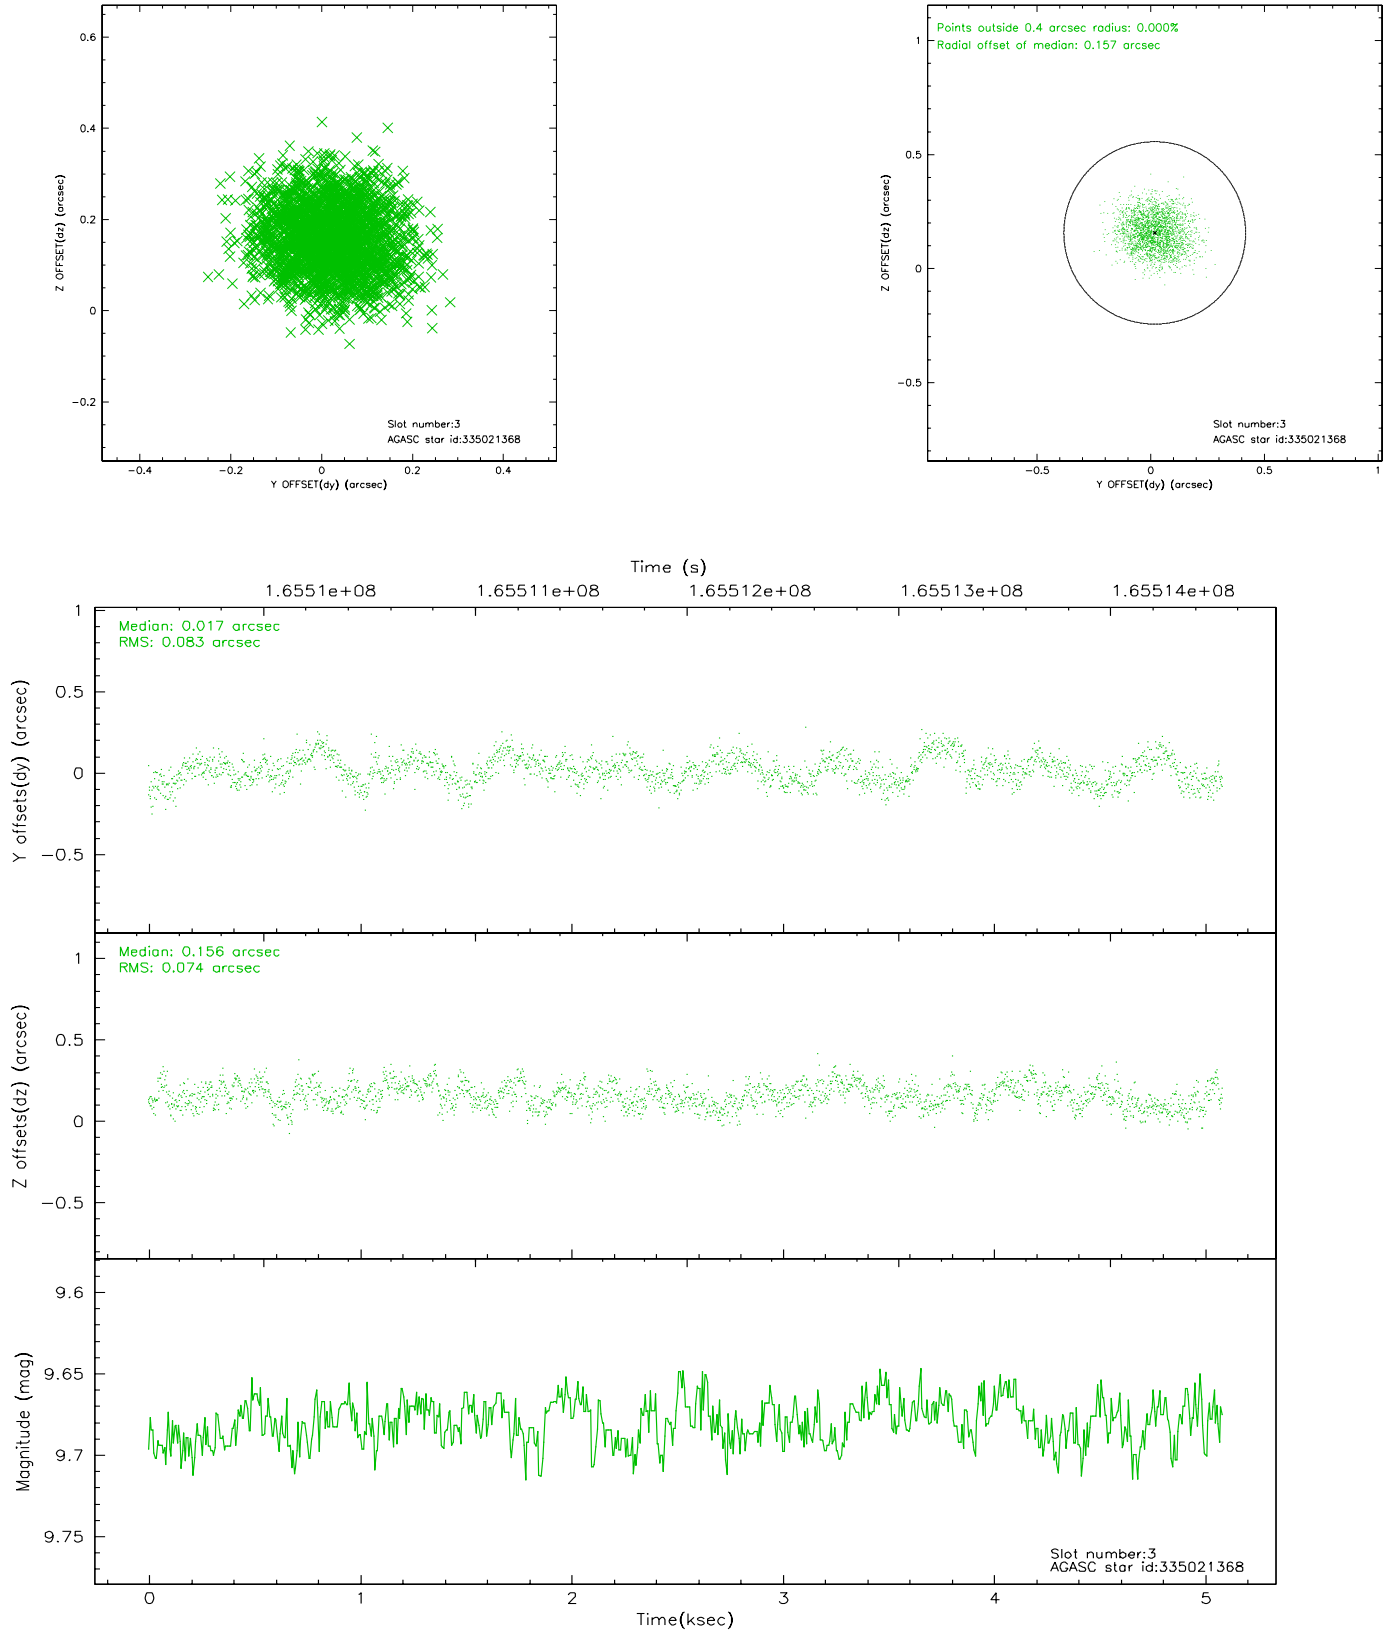 0.6
0.4
0.2
0
−0.2
Z OFFSET(dz) (arcsec)
Slot number:3
AGASC star id:335021368
−0.4 −0.2 0 0.2 0.4
Y OFFSET(dy) (arcsec)
Points outside 0.4 arcsec radius: 0.000%
Radial offset of median: 0.157 arcsec
1
0.5
0
−0.5
Z OFFSET(dz) (arcsec)
Slot number:3
AGASC star id:335021368
−0.5 0 0.5 1
Y OFFSET(dy) (arcsec)
Time (s)
1.6551e+08 1.65511e+08 1.65512e+08 1.65513e+08 1.65514e+08
Median: 0.017 arcsec
RMS: 0.083 arcsec
1
0.5
0
−0.5
Y offsets(dy) (arcsec)
Median: 0.156 arcsec
RMS: 0.074 arcsec
1
0.5
0
−0.5
Z offsets(dz) (arcsec)
9.6
9.65
9.7
9.75
Magnitude (mag)
Slot number:3
AGASC star id:335021368
0 1 2 3 4 5
Time(ksec)